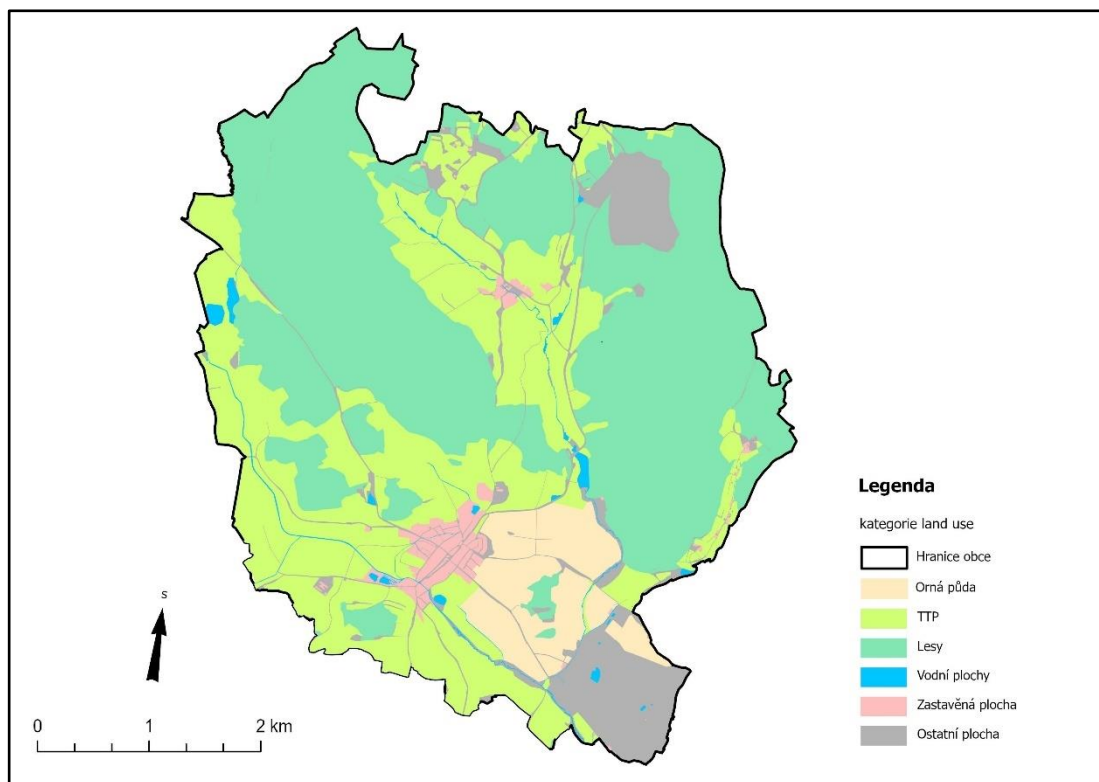 Legenda
kategorie land use
Hranice obce
Orná půda
TTP
Lesy
Vodní plochy
Zastavěná plocha
Ostatní plocha
s
0 1 2 km